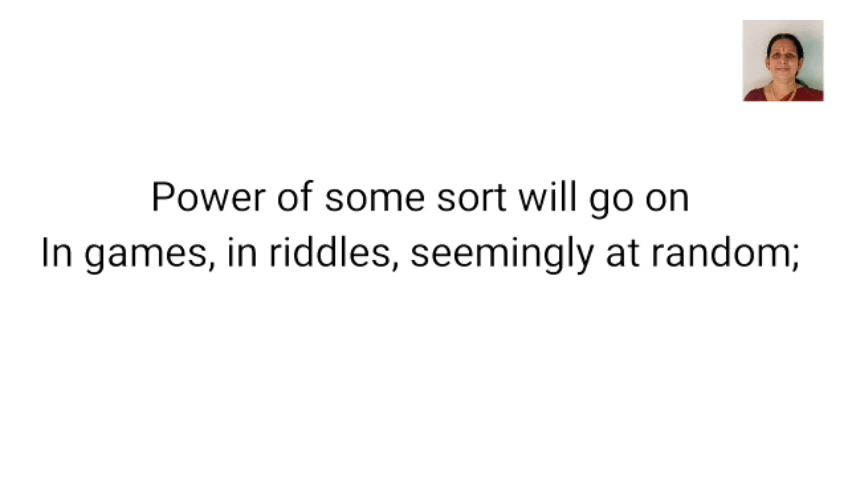 Power of some sort will go on
In games, in riddles, seemingly at random;